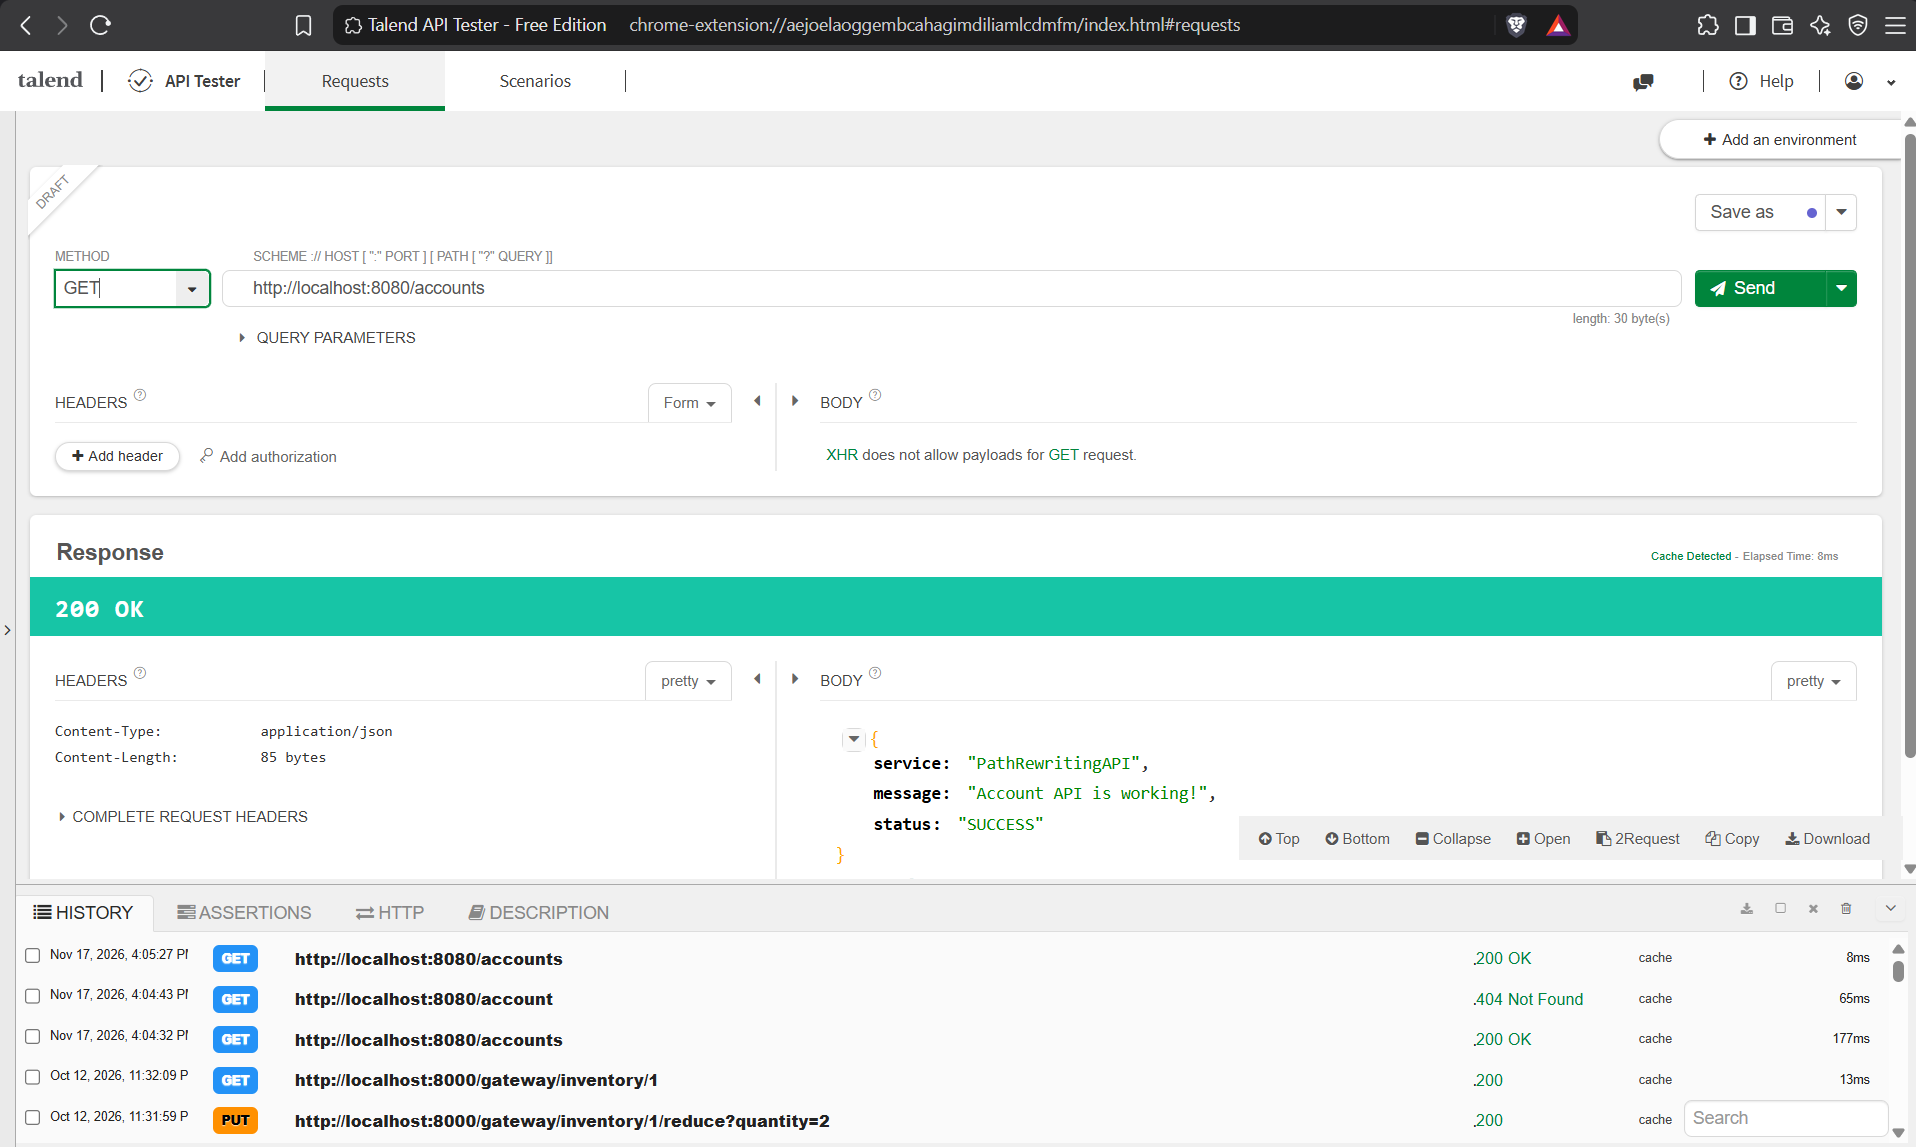 Talend API Tester - Free Edition chrome-extension://aejoelaoggembcahagimdiliamlcdmfm/index.html#requests
talend API Tester Requests Scenarios Help
+ Add an environment
DRAFT
Save as
METHOD SCHEME :// HOST [ ":" PORT ] [ PATH [ "?" QUERY ]]
GET http://localhost:8080/accounts Send
length: 30 byte(s)
QUERY PARAMETERS
HEADERS ? Form BODY ?
+ Add header Add authorization XHR does not allow payloads for GET request.
Response Cache Detected - Elapsed Time: 8ms
200 OK
HEADERS ? pretty BODY ? pretty
Content-Type: application/json
Content-Length: 85 bytes
COMPLETE REQUEST HEADERS
{
service: "PathRewritingAPI",
message: "Account API is working!",
status: "SUCCESS"
}
Top Bottom Collapse Open 2Request Copy Download
HISTORY ASSERTIONS HTTP DESCRIPTION
Nov 17, 2026, 4:05:27 PM GET http://localhost:8080/accounts .200 OK cache 8ms
Nov 17, 2026, 4:04:43 PM GET http://localhost:8080/account .404 Not Found cache 65ms
Nov 17, 2026, 4:04:32 PM GET http://localhost:8080/accounts .200 OK cache 177ms
Oct 12, 2026, 11:32:09 P GET http://localhost:8000/gateway/inventory/1 .200 cache 13ms
Oct 12, 2026, 11:31:59 P PUT http://localhost:8000/gateway/inventory/1/reduce?quantity=2 .200 cache Search